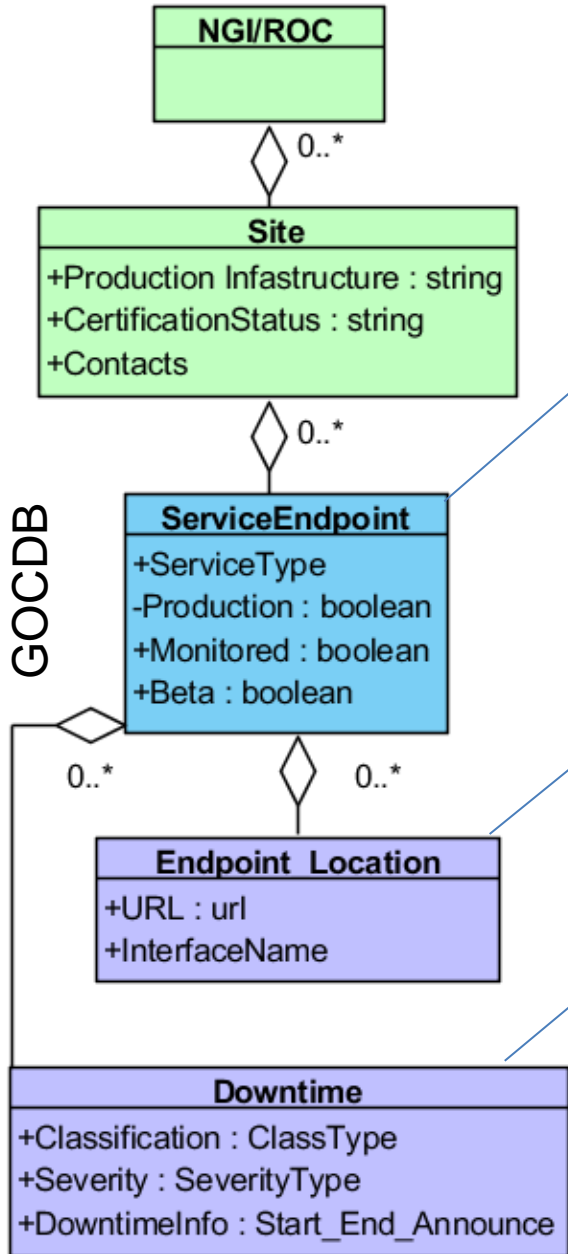 NGI/ROC
0..*
Site
+Production Infastructure : string
+CertificationStatus : string
+Contacts
0..*
GOCDB
ServiceEndpoint
+ServiceType
-Production : boolean
+Monitored : boolean
+Beta : boolean
0..*
0..*
Endpoint_Location
+URL : url
+InterfaceName
Downtime
+Classification : ClassType
+Severity : SeverityType
+DowntimeInfo : Start_End_Announce